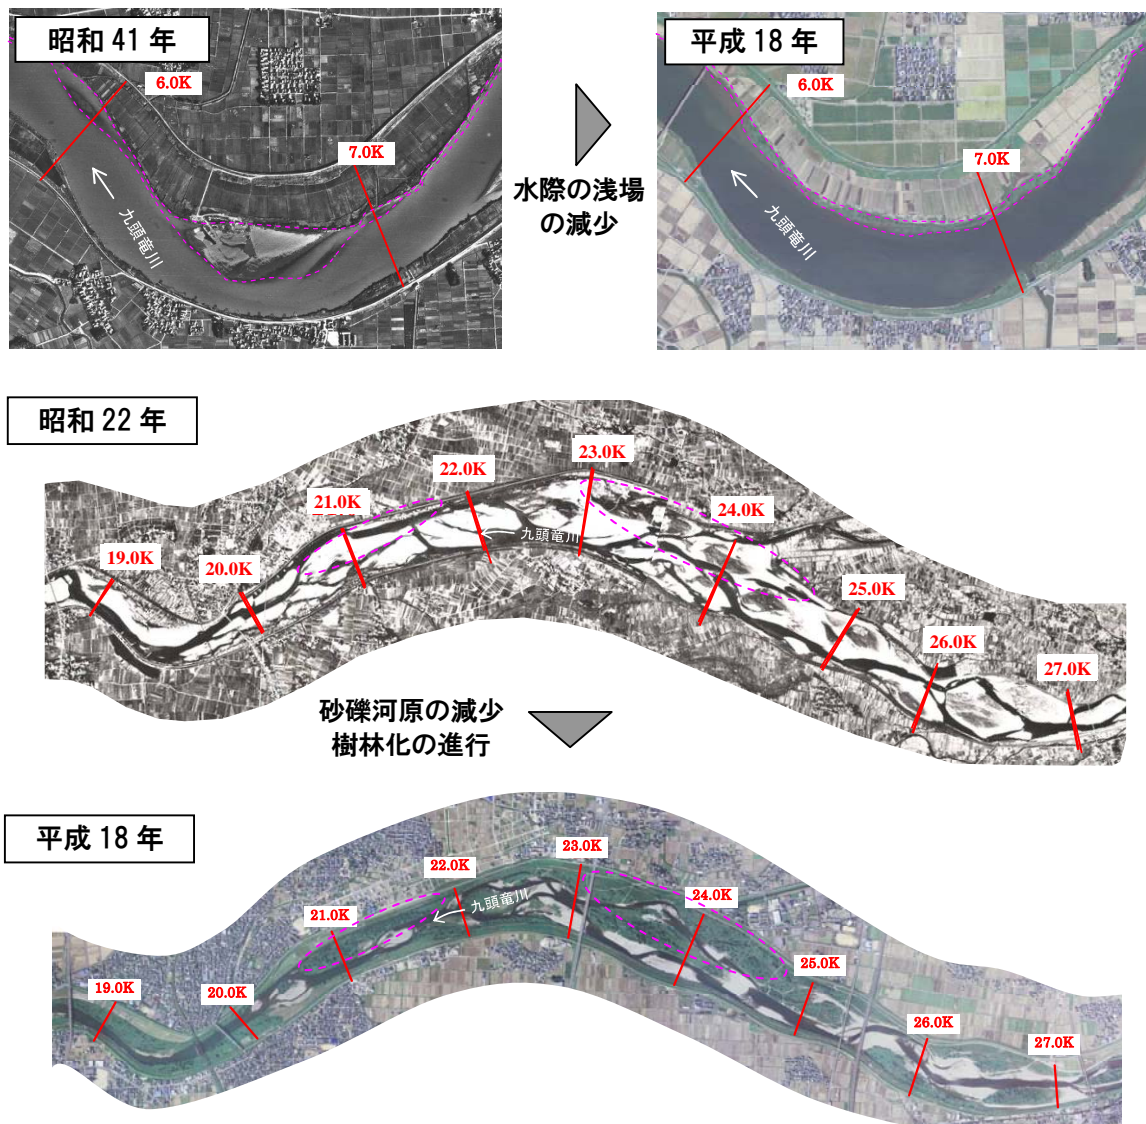 昭和 41 年
平成 18 年
6.0K
7.0K
九頭竜川
水際の浅場
の減少
6.0K
7.0K
九頭竜川
昭和 22 年
19.0K
20.0K
21.0K
22.0K
23.0K
24.0K
25.0K
26.0K
27.0K
九頭竜川
砂礫河原の減少
樹林化の進行
平成 18 年
19.0K
20.0K
21.0K
22.0K
23.0K
24.0K
25.0K
26.0K
27.0K
九頭竜川